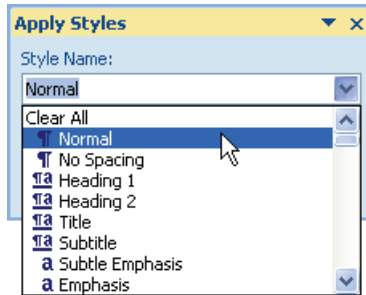 Apply Styles
Style Name:
Normal
Clear All
¶ Normal
¶ No Spacing
¶a Heading 1
¶a Heading 2
¶a Title
¶a Subtitle
a Subtle Emphasis
a Emphasis